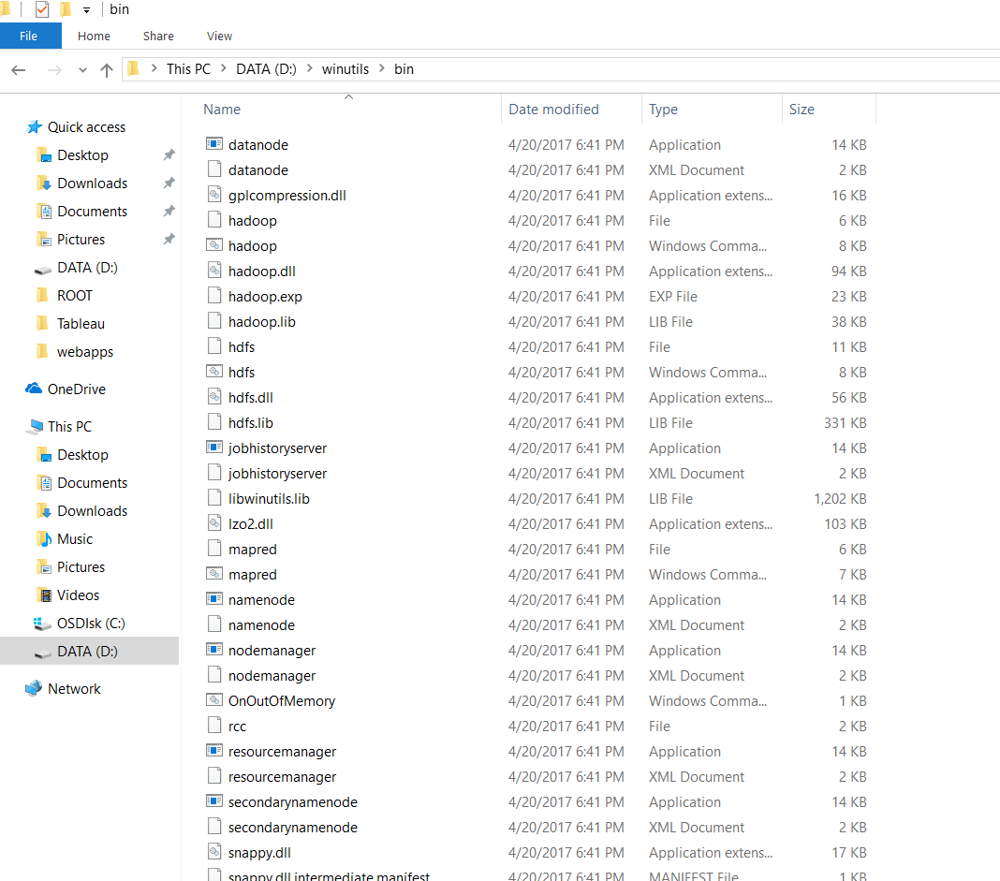 bin
File Home Share View
This PC DATA (D:) winutils bin
Name Date modified Type Size
Quick access
Desktop
Downloads
Documents
Pictures
DATA (D:)
ROOT
Tableau
webapps
OneDrive
This PC
Desktop
Documents
Downloads
Music
Pictures
Videos
OSDIsk (C:)
DATA (D:)
Network
datanode 4/20/2017 6:41 PM Application 14 KB
datanode 4/20/2017 6:41 PM XML Document 2 KB
gplcompression.dll 4/20/2017 6:41 PM Application extens... 16 KB
hadoop 4/20/2017 6:41 PM File 6 KB
hadoop 4/20/2017 6:41 PM Windows Comma... 8 KB
hadoop.dll 4/20/2017 6:41 PM Application extens... 94 KB
hadoop.exp 4/20/2017 6:41 PM EXP File 23 KB
hadoop.lib 4/20/2017 6:41 PM LIB File 38 KB
hdfs 4/20/2017 6:41 PM File 11 KB
hdfs 4/20/2017 6:41 PM Windows Comma... 8 KB
hdfs.dll 4/20/2017 6:41 PM Application extens... 56 KB
hdfs.lib 4/20/2017 6:41 PM LIB File 331 KB
jobhistoryserver 4/20/2017 6:41 PM Application 14 KB
jobhistoryserver 4/20/2017 6:41 PM XML Document 2 KB
libwinutils.lib 4/20/2017 6:41 PM LIB File 1,202 KB
lzo2.dll 4/20/2017 6:41 PM Application extens... 103 KB
mapred 4/20/2017 6:41 PM File 6 KB
mapred 4/20/2017 6:41 PM Windows Comma... 7 KB
namenode 4/20/2017 6:41 PM Application 14 KB
namenode 4/20/2017 6:41 PM XML Document 2 KB
nodemanager 4/20/2017 6:41 PM Application 14 KB
nodemanager 4/20/2017 6:41 PM XML Document 2 KB
OnOutOfMemory 4/20/2017 6:41 PM Windows Comma... 1 KB
rcc 4/20/2017 6:41 PM File 2 KB
resourcemanager 4/20/2017 6:41 PM Application 14 KB
resourcemanager 4/20/2017 6:41 PM XML Document 2 KB
secondarynamenode 4/20/2017 6:41 PM Application 14 KB
secondarynamenode 4/20/2017 6:41 PM XML Document 2 KB
snappy.dll 4/20/2017 6:41 PM Application extens... 17 KB
snappy.dll.intermediate.manifest 4/20/2017 6:41 PM MANIFEST File 1 KB